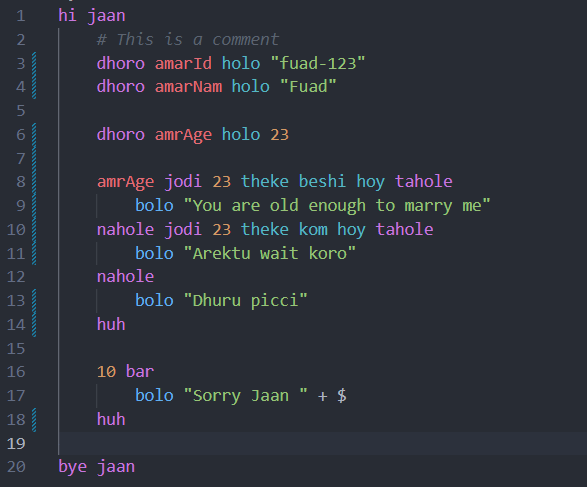 1 hi jaan
2 # This is a comment
3 dhoro amarId holo "fuad-123"
4 dhoro amarNam holo "Fuad"
5
6 dhoro amrAge holo 23
7
8 amrAge jodi 23 theke beshi hoy tahole
9 bolo "You are old enough to marry me"
10 nahole jodi 23 theke kom hoy tahole
11 bolo "Arektu wait koro"
12 nahole
13 bolo "Dhuru picci"
14 huh
15
16 10 bar
17 bolo "Sorry Jaan " + $
18 huh
19
20 bye jaan